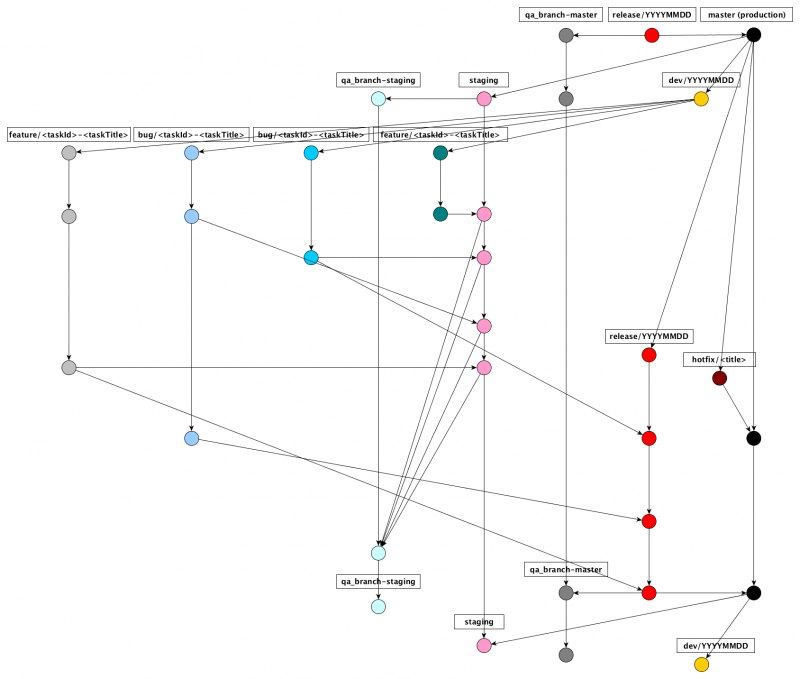 qa_branch-master
release/YYYYMMDD
master (production)
qa_branch-staging
staging
dev/YYYYMMDD
feature/<taskId>-<taskTitle>
bug/<taskId>-<taskTitle>
bug/<taskId>-<taskTitle>
feature/<taskId>-<taskTitle>
release/YYYYMMDD
hotfix/<title>
qa_branch-master
qa_branch-staging
staging
dev/YYYYMMDD